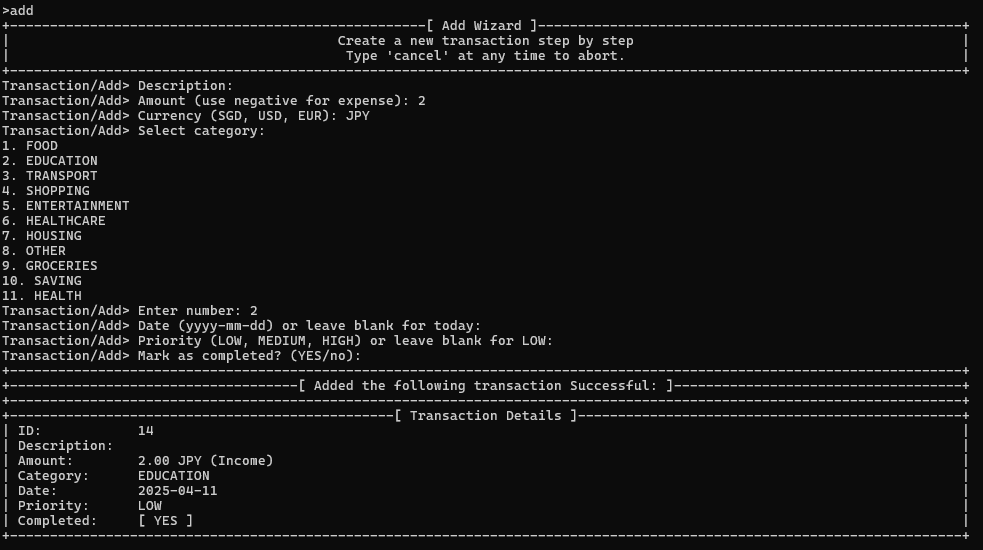 >add
+----------------------------------------------------[ Add Wizard ]-----------------------------------------------------+
|                                         Create a new transaction step by step                                         |
|                                          Type 'cancel' at any time to abort.                                          |
+-----------------------------------------------------------------------------------------------------------------------+
Transaction/Add> Description:
Transaction/Add> Amount (use negative for expense): 2
Transaction/Add> Currency (SGD, USD, EUR): JPY
Transaction/Add> Select category:
1. FOOD
2. EDUCATION
3. TRANSPORT
4. SHOPPING
5. ENTERTAINMENT
6. HEALTHCARE
7. HOUSING
8. OTHER
9. GROCERIES
10. SAVING
11. HEALTH
Transaction/Add> Enter number: 2
Transaction/Add> Date (yyyy-mm-dd) or leave blank for today:
Transaction/Add> Priority (LOW, MEDIUM, HIGH) or leave blank for LOW:
Transaction/Add> Mark as completed? (YES/no):
+-----------------------------------------------------------------------------------------------------------------------+
+------------------------------------[ Added the following transaction Successful: ]------------------------------------+
+-----------------------------------------------------------------------------------------------------------------------+
+------------------------------------------------[ Transaction Details ]------------------------------------------------+
| ID:            14                                                                                                     |
| Description:                                                                                                          |
| Amount:        2.00 JPY (Income)                                                                                      |
| Category:      EDUCATION                                                                                              |
| Date:          2025-04-11                                                                                             |
| Priority:      LOW                                                                                                    |
| Completed:     [ YES ]                                                                                                |
+-----------------------------------------------------------------------------------------------------------------------+